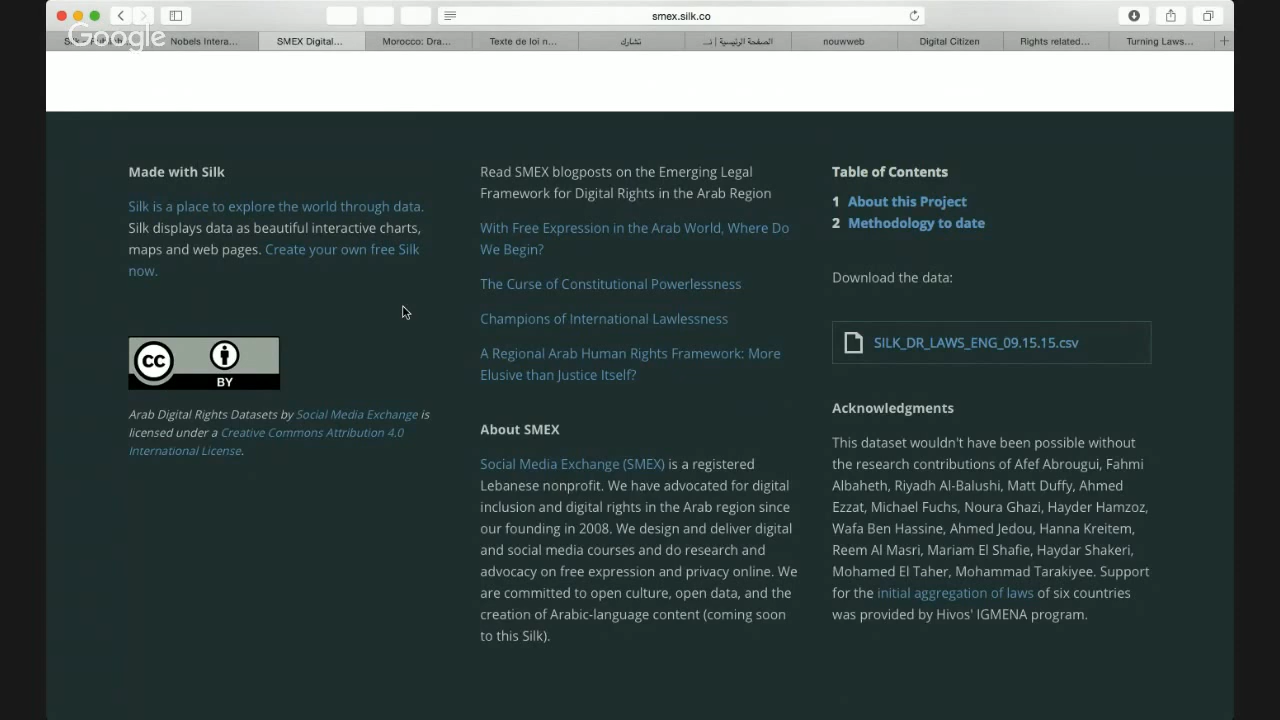 smex.silk.co
Google
Nobels Intera...
SMEX Digital...
Morocco: Dra...
Texte de loi n...
تشارك
الصفحة الرئيسية | نـ...
nouwweb
Digital Citizen
Rights related...
Turning Laws...
Made with Silk
Silk is a place to explore the world through data.
Silk displays data as beautiful interactive charts,
maps and web pages. Create your own free Silk
now.
CC
BY
Arab Digital Rights Datasets by Social Media Exchange is
licensed under a Creative Commons Attribution 4.0
International License.
Read SMEX blogposts on the Emerging Legal
Framework for Digital Rights in the Arab Region
With Free Expression in the Arab World, Where Do
We Begin?
The Curse of Constitutional Powerlessness
Champions of International Lawlessness
A Regional Arab Human Rights Framework: More
Elusive than Justice Itself?
About SMEX
Social Media Exchange (SMEX) is a registered
Lebanese nonprofit. We have advocated for digital
inclusion and digital rights in the Arab region since
our founding in 2008. We design and deliver digital
and social media courses and do research and
advocacy on free expression and privacy online. We
are committed to open culture, open data, and the
creation of Arabic-language content (coming soon
to this Silk).
Table of Contents
1 About this Project
2 Methodology to date
Download the data:
SILK_DR_LAWS_ENG_09.15.15.csv
Acknowledgments
This dataset wouldn't have been possible without
the research contributions of Afef Abrougui, Fahmi
Albaheth, Riyadh Al-Balushi, Matt Duffy, Ahmed
Ezzat, Michael Fuchs, Noura Ghazi, Hayder Hamzoz,
Wafa Ben Hassine, Ahmed Jedou, Hanna Kreitem,
Reem Al Masri, Mariam El Shafie, Haydar Shakeri,
Mohamed El Taher, Mohammad Tarakiyee. Support
for the initial aggregation of laws of six countries
was provided by Hivos' IGMENA program.